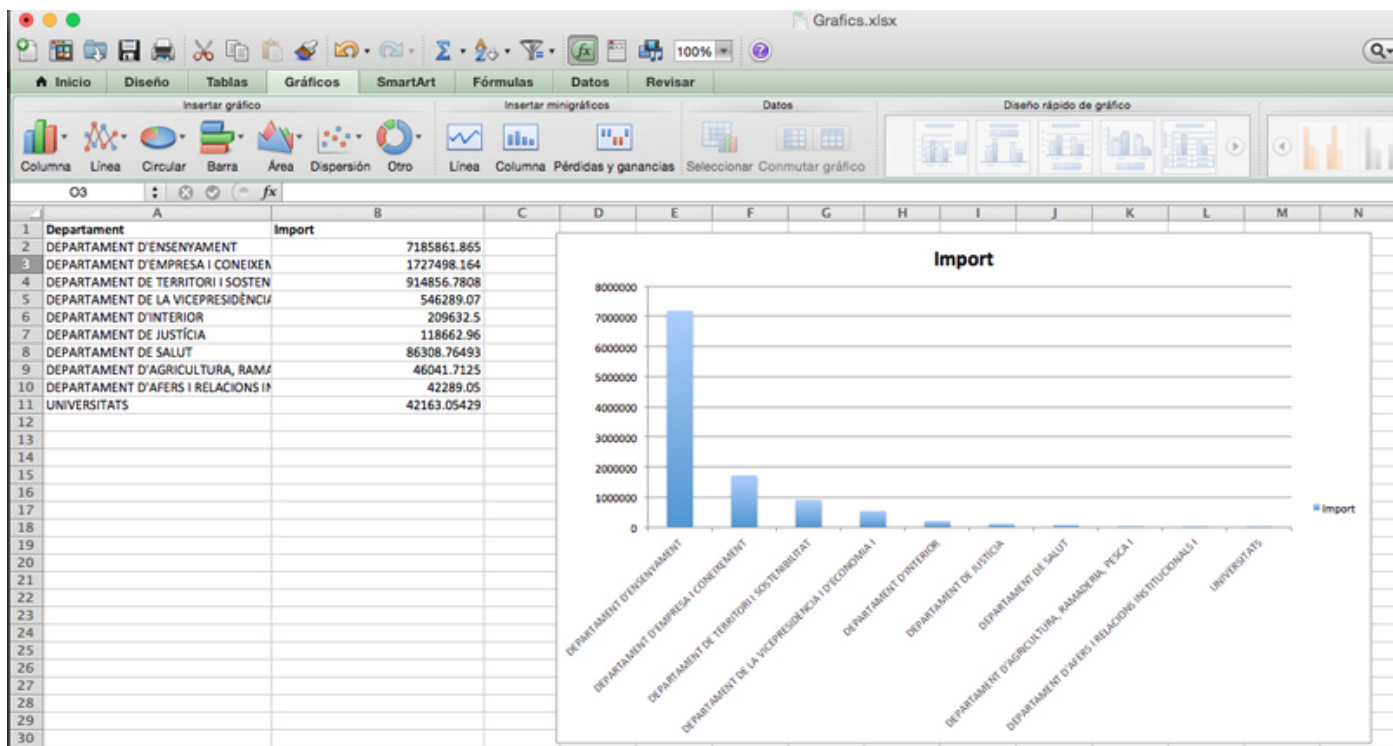 Grafics.xlsx
100%
Inicio Diseño Tablas Gráficos SmartArt Fórmulas Datos Revisar
Insertar gráfico Insertar minigráficos Datos Diseño rápido de gráfico
Columna Línea Circular Barra Área Dispersión Otro Línea Columna Pérdidas y ganancias Seleccionar Conmutar gráfico
O3 fx
A B C D E F G H I J K L M N
1 Departament Import
2 DEPARTAMENT D'ENSENYAMENT 7185861.865
3 DEPARTAMENT D'EMPRESA I CONEIXEN 1727498.164
4 DEPARTAMENT DE TERRITORI I SOSTEN 914856.7808
5 DEPARTAMENT DE LA VICEPRESIDÈNCIA 546289.07
6 DEPARTAMENT D'INTERIOR 209632.5
7 DEPARTAMENT DE JUSTÍCIA 118662.96
8 DEPARTAMENT DE SALUT 86308.76493
9 DEPARTAMENT D'AGRICULTURA, RAMA 46041.7125
10 DEPARTAMENT D'AFERS I RELACIONS IN 42289.05
11 UNIVERSITATS 42163.05429
12
13
14
15
16
17
18
19
20
21
22
23
24
25
26
27
28
29
30
Import
8000000
7000000
6000000
5000000
4000000
3000000
2000000
1000000
0
Import
DEPARTAMENT D'ENSENYAMENT
DEPARTAMENT D'EMPRESA I CONEIXEMENT
DEPARTAMENT DE TERRITORI I SOSTENIBILITAT
DEPARTAMENT DE LA VICEPRESIDÈNCIA I D'ECONOMIA I
DEPARTAMENT D'INTERIOR
DEPARTAMENT DE JUSTÍCIA
DEPARTAMENT DE SALUT
DEPARTAMENT D'AGRICULTURA, RAMADERIA, PESCA I
DEPARTAMENT D'AFERS I RELACIONS INSTITUCIONALS I
UNIVERSITATS